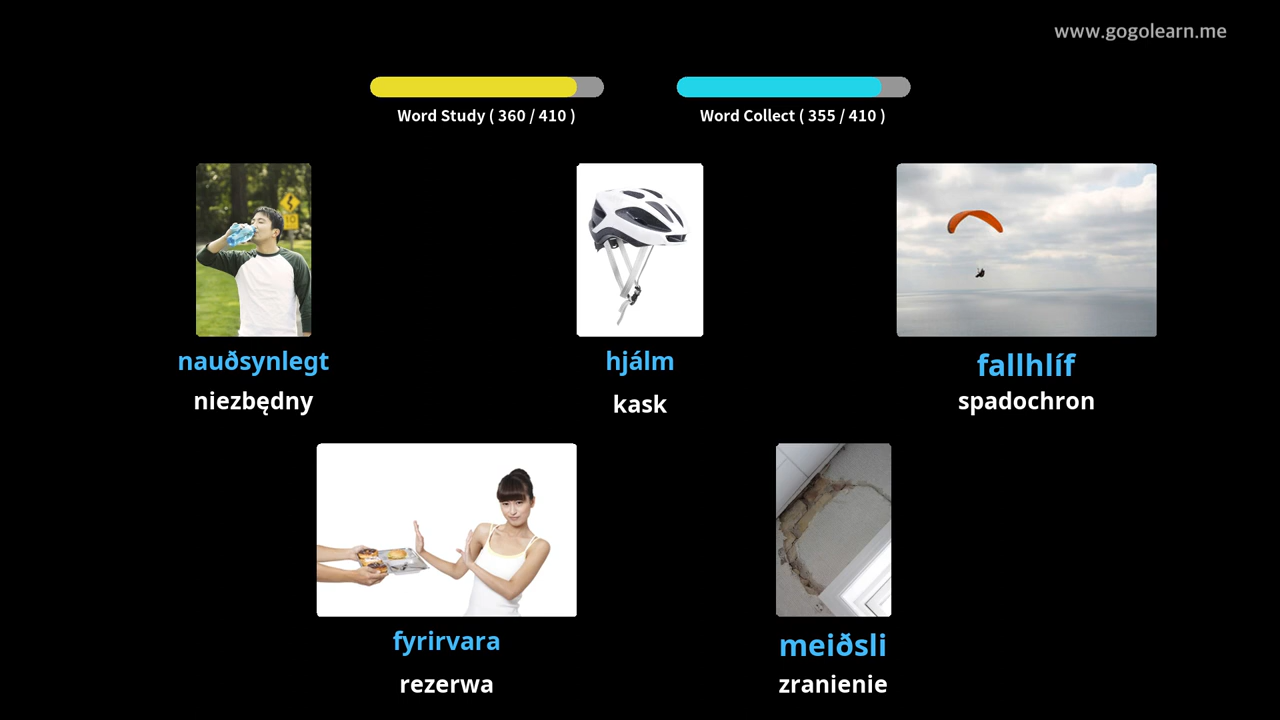 www.gogolearn.me
Word Study ( 360 / 410 )
Word Collect ( 355 / 410 )
10
nauðsynlegt
niezbędny
hjálm
kask
fallhlíf
spadochron
fyrirvara
rezerwa
meiðsli
zranienie